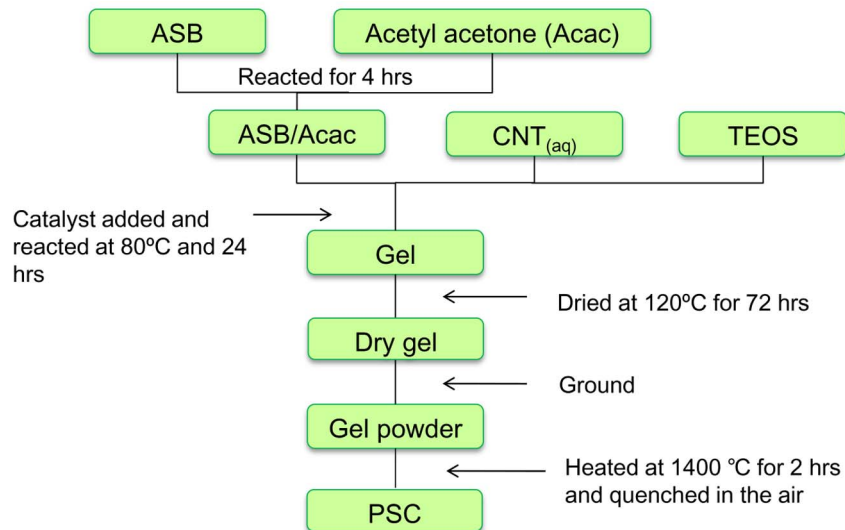 ASB
Acetyl acetone (Acac)
Reacted for 4 hrs
ASB/Acac
CNT(aq)
TEOS
Catalyst added and
reacted at 80ºC and 24
hrs
Gel
Dried at 120ºC for 72 hrs
Dry gel
Ground
Gel powder
Heated at 1400 ℃ for 2 hrs
and quenched in the air
PSC